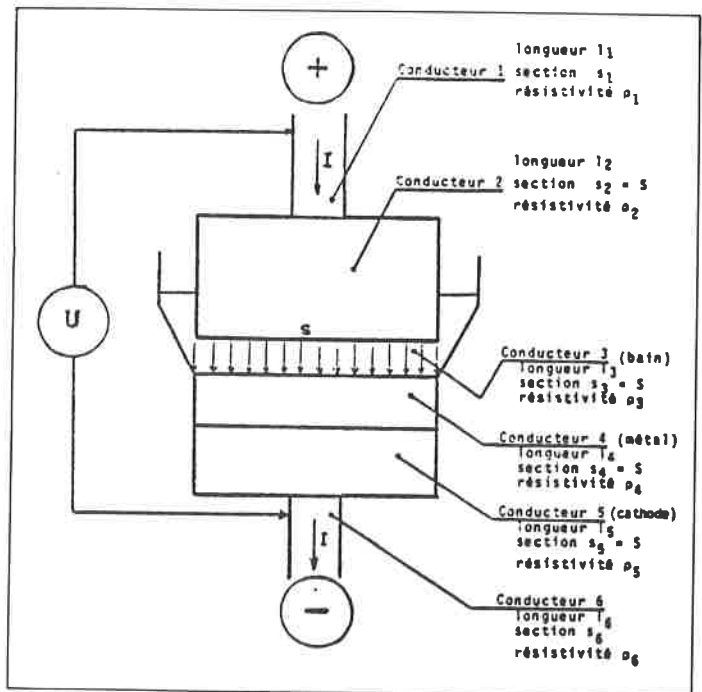 +
longueur l₁
Conducteur 1 section s₁
résistivité ρ₁
I
longueur l₂
Conducteur 2 section s₂ = S
résistivité ρ₂
U
S
Conducteur 3 (bain)
longueur l₃
section s₃ = S
résistivité ρ₃
Conducteur 4 (métal)
longueur l₄
section s₄ = S
résistivité ρ₄
Conducteur 5 (cathode)
longueur l₅
section s₅ = S
résistivité ρ₅
I
−
Conducteur 6
longueur l₆
section s₆
résistivité ρ₆